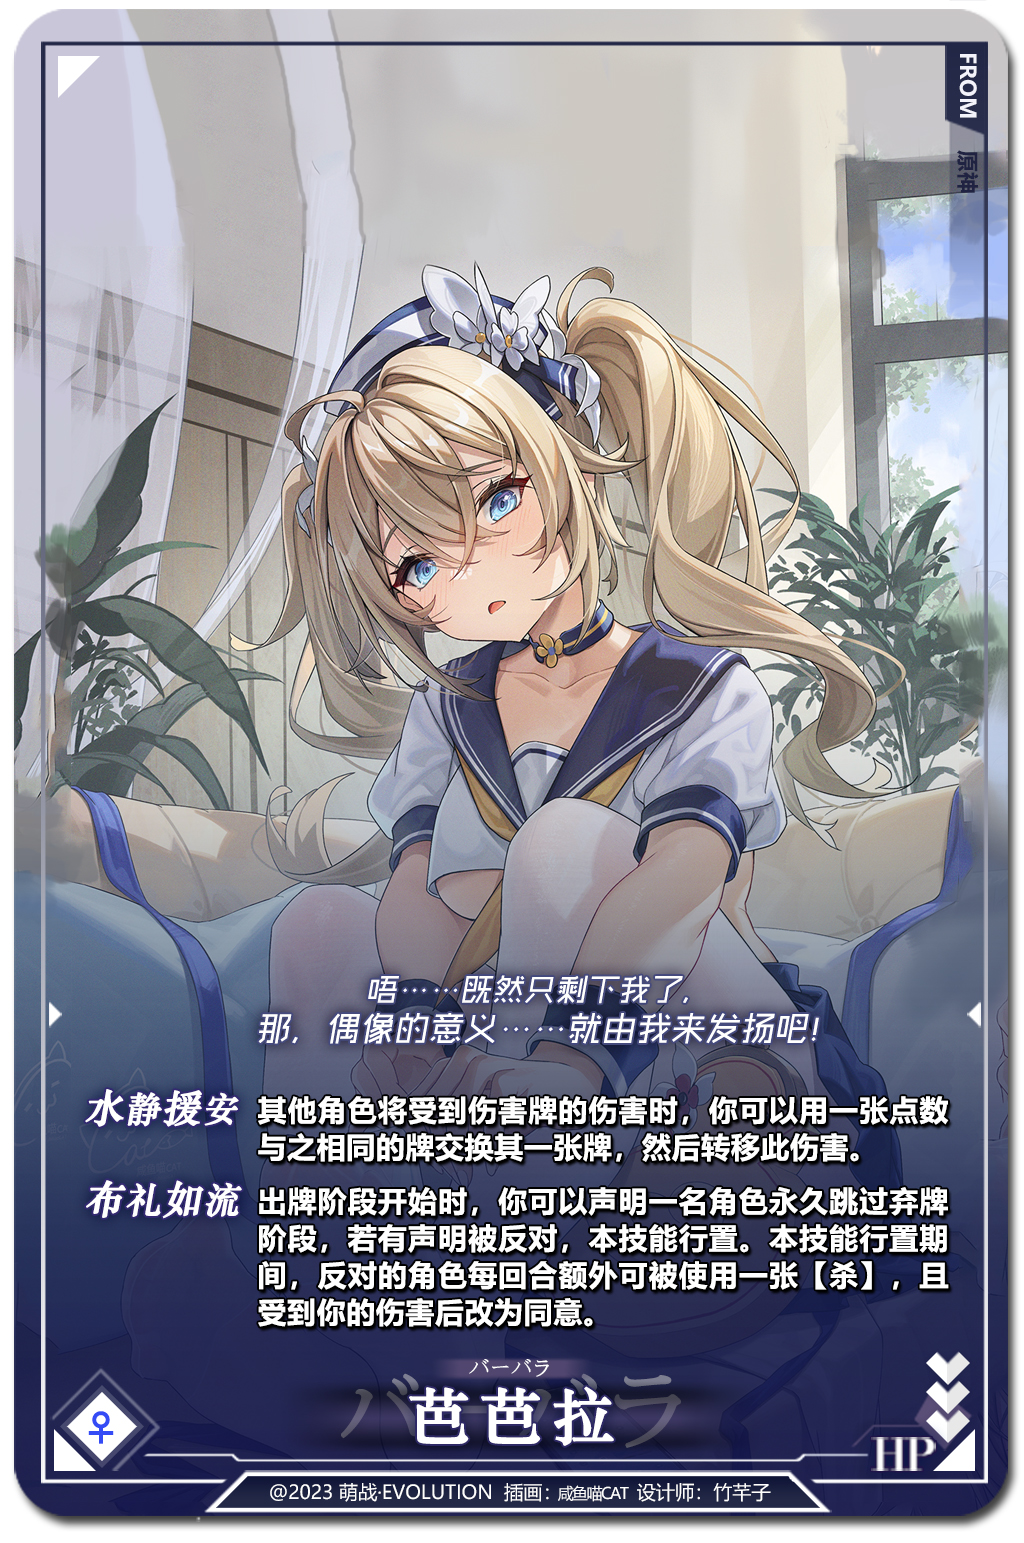 FROM
原神
唔……既然只剩下我了,
那，偶像的意义……就由我来发扬吧!
水静援安
其他角色将受到伤害牌的伤害时，你可以用一张点数
与之相同的牌交换其一张牌，然后转移此伤害。
布礼如流
出牌阶段开始时，你可以声明一名角色永久跳过弃牌
阶段，若有声明被反对，本技能行置。本技能行置期
间，反对的角色每回合额外可被使用一张【杀】，且
受到你的伤害后改为同意。
バーバラ
バーバラ
芭芭拉
HP
@2023 萌战·EVOLUTION 插画：咸鱼喵CAT 设计师：竹芊子